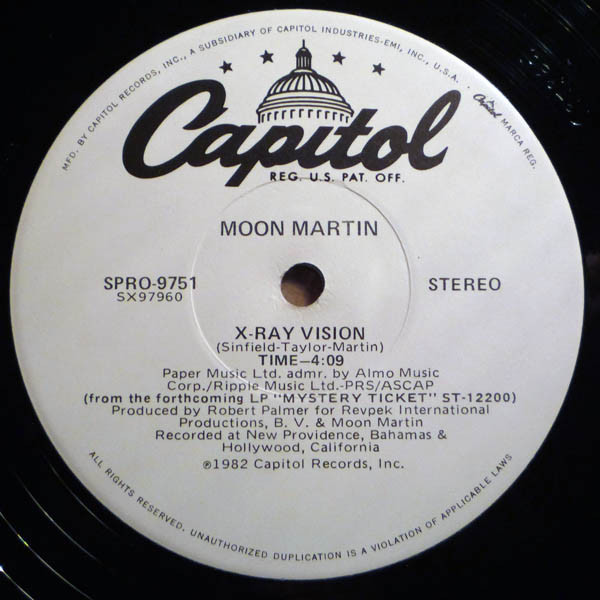 MFD. BY CAPITOL RECORDS, INC., A SUBSIDIARY OF CAPITOL INDUSTRIES-EMI, INC., U.S.A. . Capitol MARCA REG.
Capitol
REG. U.S. PAT. OFF.
MOON MARTIN
SPRO-9751
SX97960
STEREO
X-RAY VISION
(Sinfield-Taylor-Martin)
TIME—4:09
Paper Music Ltd. admr. by Almo Music
Corp./Ripple Music Ltd.-PRS/ASCAP
(from the forthcoming LP "MYSTERY TICKET" ST-12200)
Produced by Robert Palmer for Revpek International
Productions, B. V. & Moon Martin
Recorded at New Providence, Bahamas &
Hollywood, California
℗1982 Capitol Records, Inc.
ALL RIGHTS RESERVED. UNAUTHORIZED DUPLICATION IS A VIOLATION OF APPLICABLE LAWS